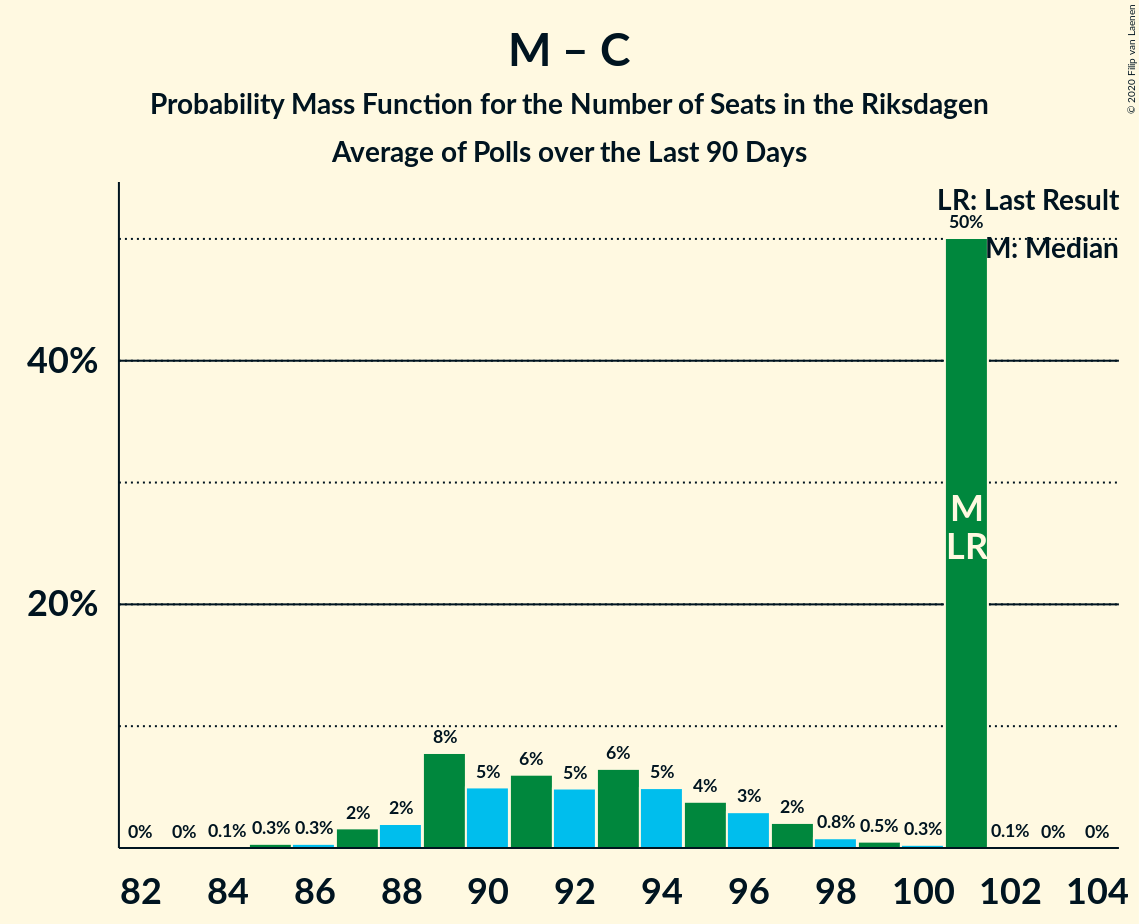 M – C
Probability Mass Function for the Number of Seats in the Riksdagen
Average of Polls over the Last 90 Days
© 2020 Filip van Laenen
LR: Last Result
M: Median
40%
20%
0% 0% 0.1% 0.3% 0.3% 2% 2% 8% 5% 6% 5% 6% 5% 4% 3% 2% 0.8% 0.5% 0.3% 50% 0.1% 0% 0%
M
LR
82 84 86 88 90 92 94 96 98 100 102 104